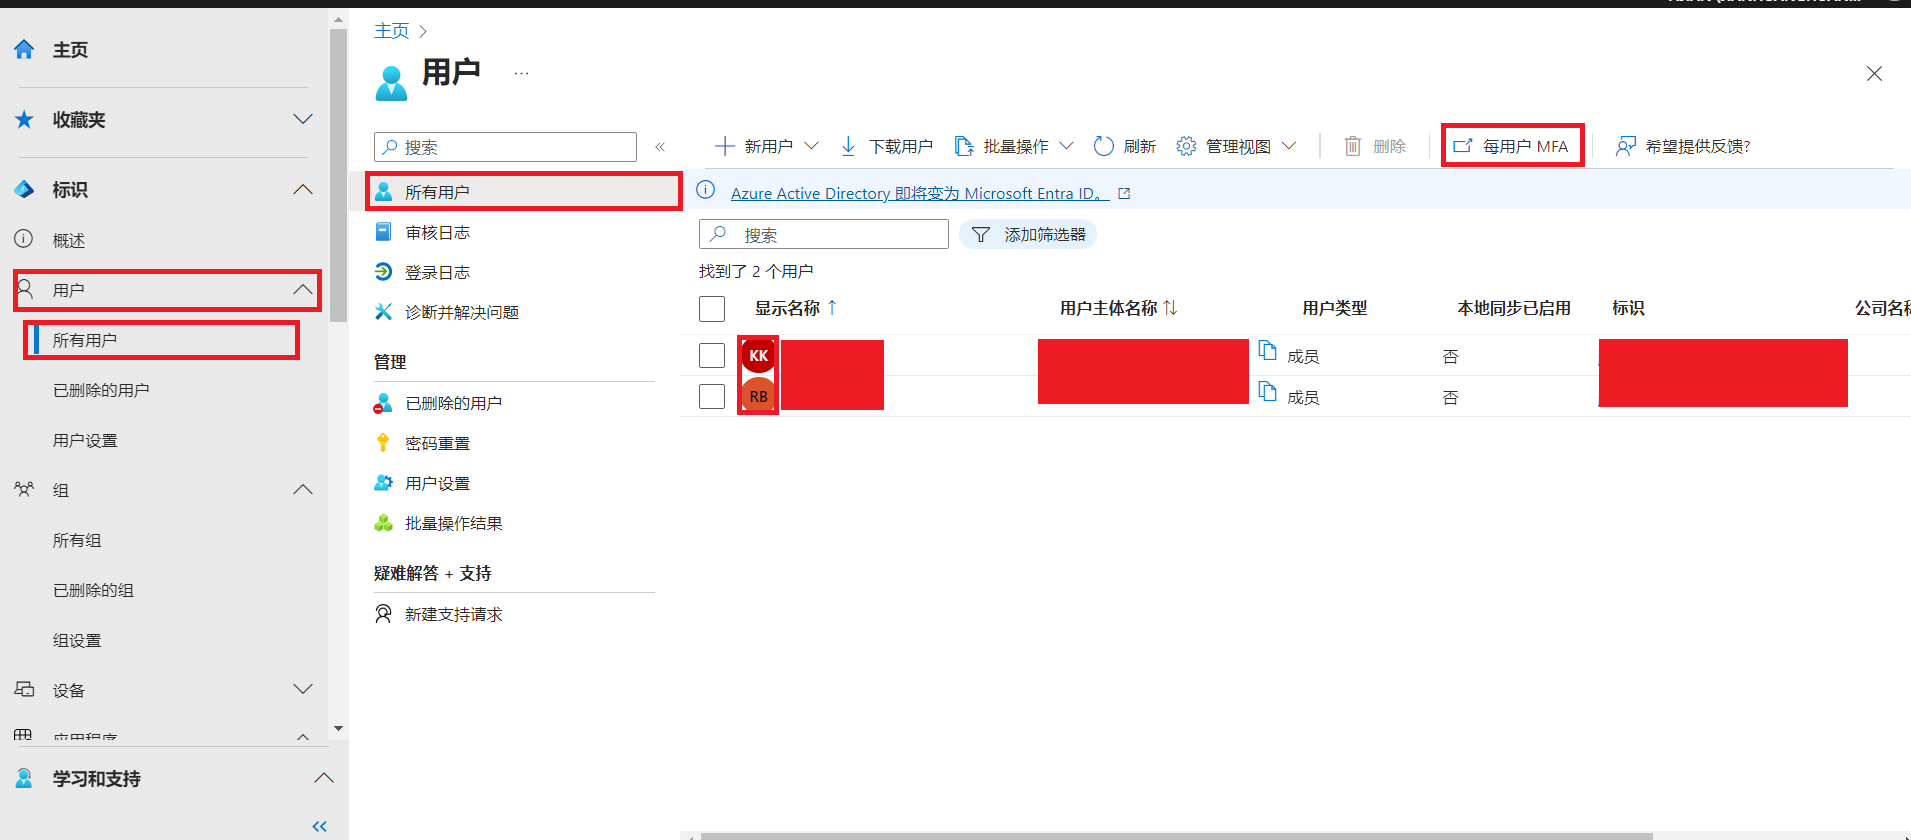 主页
收藏夹
标识
概述
用户
所有用户
已删除的用户
用户设置
组
所有组
已删除的组
组设置
设备
应用程序
学习和支持
主页
用户
搜索
所有用户
审核日志
登录日志
诊断并解决问题
管理
已删除的用户
密码重置
用户设置
批量操作结果
疑难解答 + 支持
新建支持请求
新用户 下载用户 批量操作 刷新 管理视图 删除 每用户 MFA 希望提供反馈?
Azure Active Directory 即将变为 Microsoft Entra ID。
搜索 添加筛选器
找到了 2 个用户
显示名称 用户主体名称 用户类型 本地同步已启用 标识 公司名称
KK 成员 否
RB 成员 否